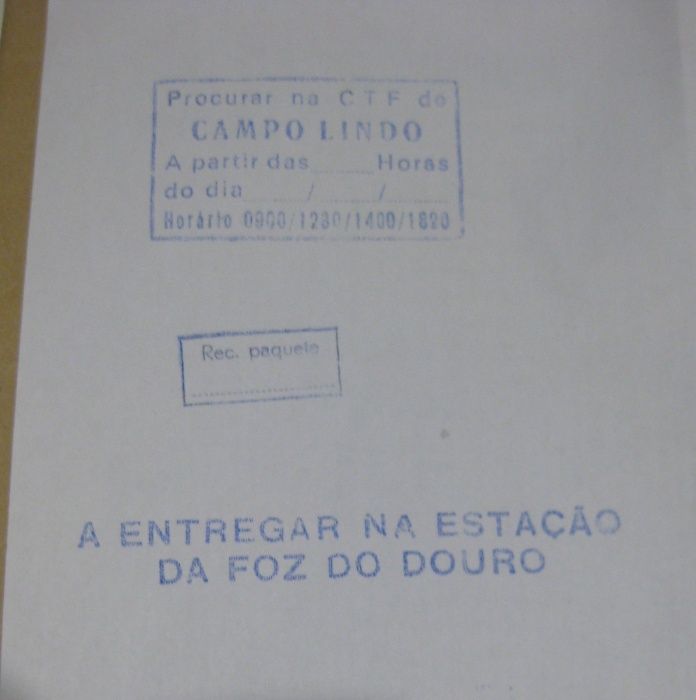 Procurar na CTF de
CAMPO LINDO
A partir das......Horas
do dia....../....../......
Horário 0900/1230/1400/1820
Rec. paquete
A ENTREGAR NA ESTAÇÃO
DA FOZ DO DOURO